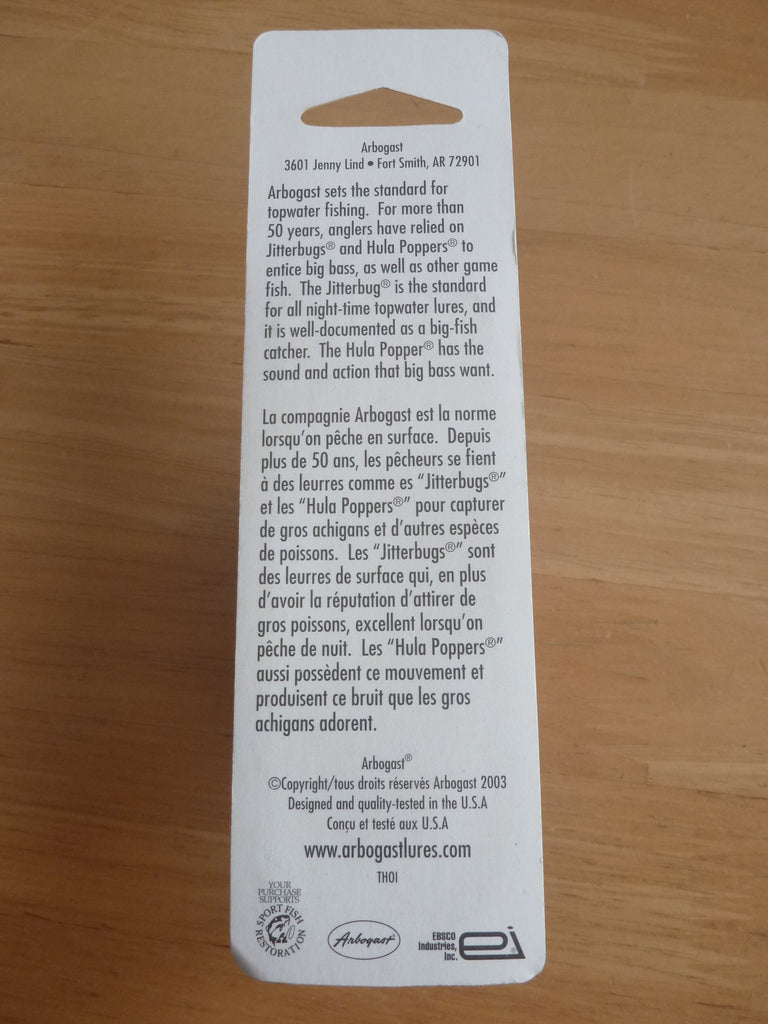 Arbogast
3601 Jenny Lind • Fort Smith, AR 72901
Arbogast sets the standard for
topwater fishing. For more than
50 years, anglers have relied on
Jitterbugs® and Hula Poppers® to
entice big bass, as well as other game
fish. The Jitterbug® is the standard
for all night-time topwater lures, and
it is well-documented as a big-fish
catcher. The Hula Popper® has the
sound and action that big bass want.
La compagnie Arbogast est la norme
lorsqu'on pêche en surface. Depuis
plus de 50 ans, les pêcheurs se fient
à des leurres comme es "Jitterbugs®"
et les "Hula Poppers®" pour capturer
de gros achigans et d'autres espèces
de poissons. Les "Jitterbugs®" sont
des leurres de surface qui, en plus
d'avoir la réputation d'attirer de
gros poissons, excellent lorsqu'on
pêche de nuit. Les "Hula Poppers®"
aussi possèdent ce mouvement et
produisent ce bruit que les gros
achigans adorent.
Arbogast®
©Copyright/tous droits réservés Arbogast 2003
Designed and quality-tested in the U.S.A
Conçu et testé aux U.S.A
www.arbogastlures.com
THOI
YOUR
PURCHASE
SUPPORTS
SPORT FISH
RESTORATION
Arbogast
EBSCO
Industries,
Inc.
ei